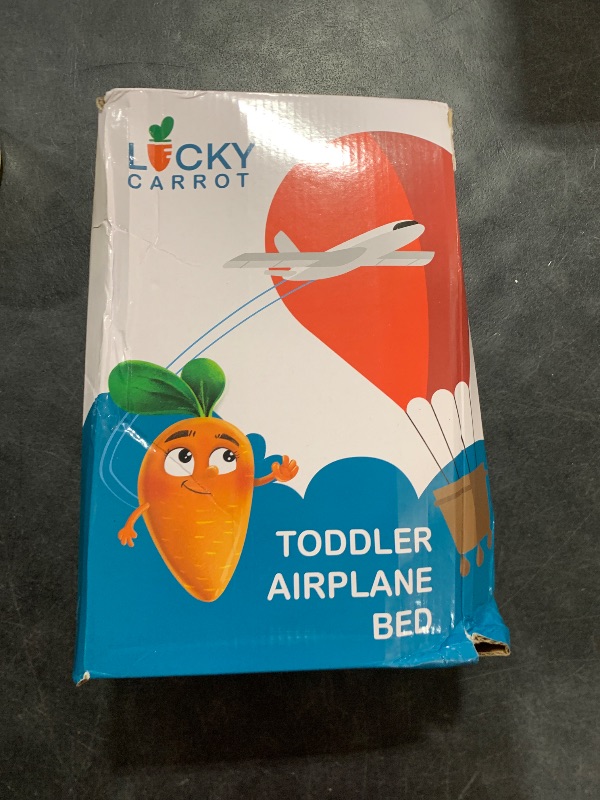 LUCKY
CARROT
TODDLER
AIRPLANE
BED